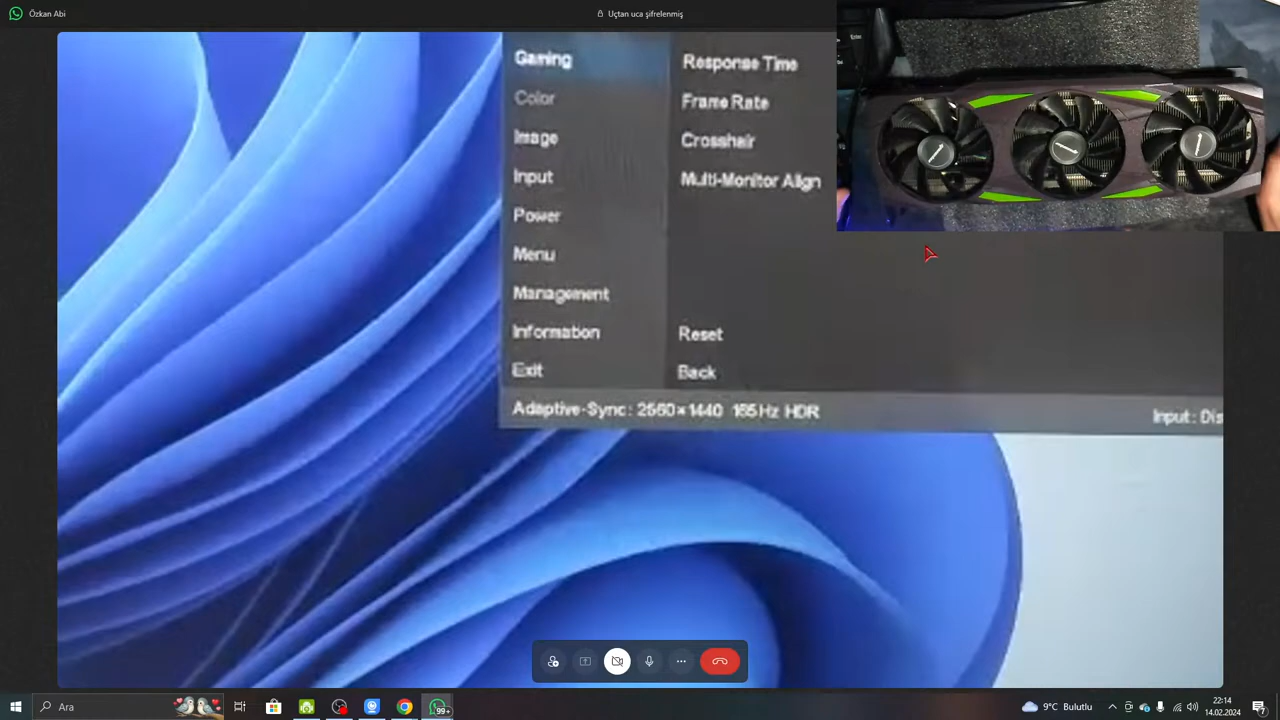 Özkan Abi
Uçtan uca şifrelenmiş
Gaming
Color
Image
Input
Power
Menu
Management
Information
Exit
Response Time
Frame Rate
Crosshair
Multi-Monitor Align
Reset
Back
Adaptive-Sync: 2560×1440 165Hz HDR
Input: Dis
Ara
99+
9°C Bulutlu
22:14
14.02.2024
7